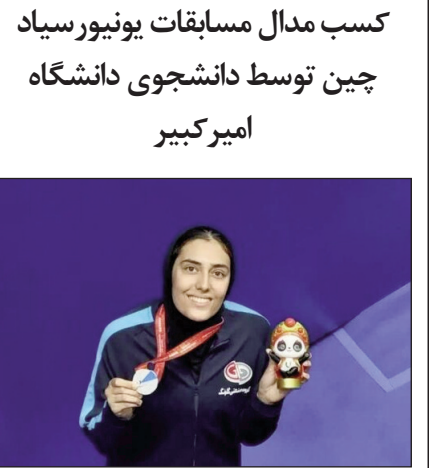 کسب مدال مسابقات یونیورسیاد
چین توسط دانشجوی دانشگاه
امیرکبیر